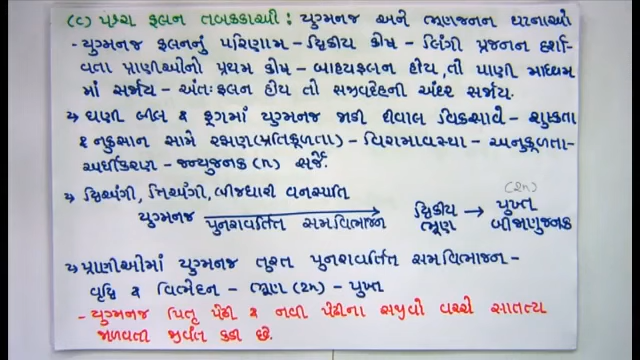 (C) પશ્ચ ફલન તબક્કાઓ : યુગ્મનજ અને ભ્રૂણજનન ઘટનાઓ
- યુગ્મનજ ફલનનું પરિણામ - દ્વિકીય કોષ - લિંગી પ્રજનન દર્શા-
વતા પ્રાણીઓનો પ્રથમ કોષ - બાહ્યફલન હોય, તો પાણી માધ્યમ
માં સર્જાય - અંતઃફલન હોય તો સજીવદેહની અંદર સર્જાય.
→ ઘણી લીલ & ફૂગમાં યુગ્મનજ જાડી દીવાલ વિકસાવે - શુષ્કતા
& નુકસાન સામે રક્ષણ (પ્રતિકૂળતા) - વિરામાવસ્થા - અનુકૂળતા-
અર્ધીકરણ - જન્યુજનક (n) સર્જે.
→ દ્વિઅંગી, ત્રિઅંગી, બીજધારી વનસ્પતિ
(2n)
યુગ્મનજ પુનરાવર્તિત સમવિભાજન → દ્વિકીય ભ્રૂણ → પુખ્ત બીજાણુજનક
→ પ્રાણીઓમાં યુગ્મનજ તુરત પુનરાવર્તિત સમવિભાજન -
વૃદ્ધિ & વિભેદન - ભ્રૂણ (2n) - પુખ્ત
- યુગ્મનજ પિતૃ પેઢી & નવી પેઢીના સજીવો વચ્ચે સાતત્ય
જાળવતી જીવંત કડી છે.